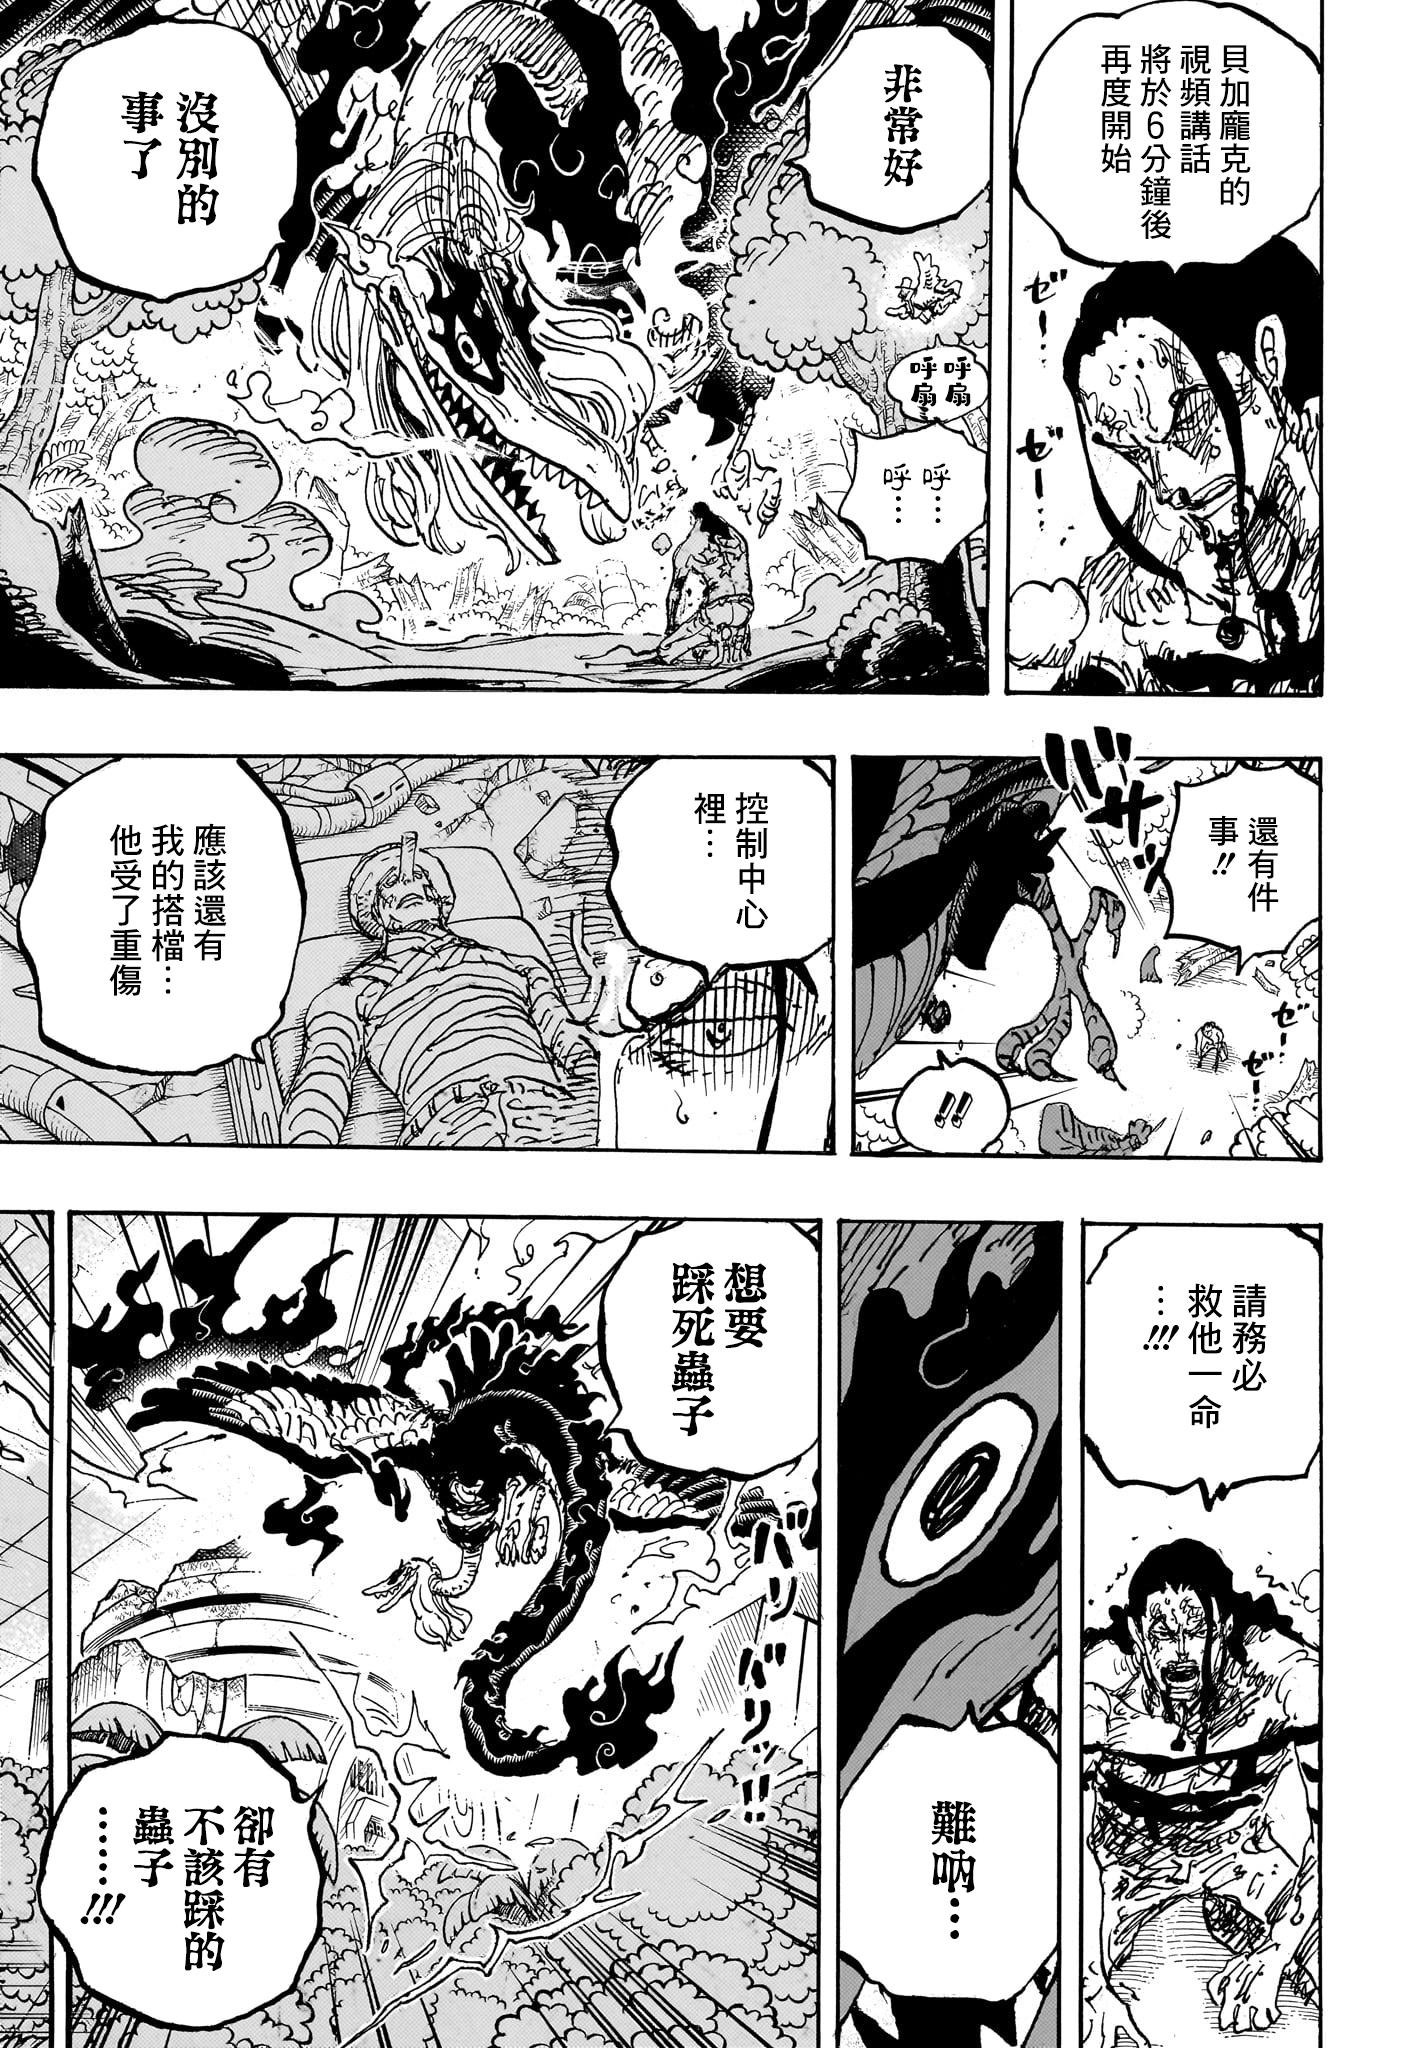 貝加龐克的
視頻講話
將於6分鐘後
再度開始
ゼー!
ゼー!
非常好
呼扇
呼扇
呼…
呼…
沒別的
事了
還有件
事!!
バサッ
ゼー!
ゼー!
!!
控制中心
裡…
應該還有
我的搭檔…
他受了重傷
請務必
救他一命
…!!!
難吶…
想要
踩死蟲子
バリバリッ!!
卻有
不該踩的
蟲子
……!!!